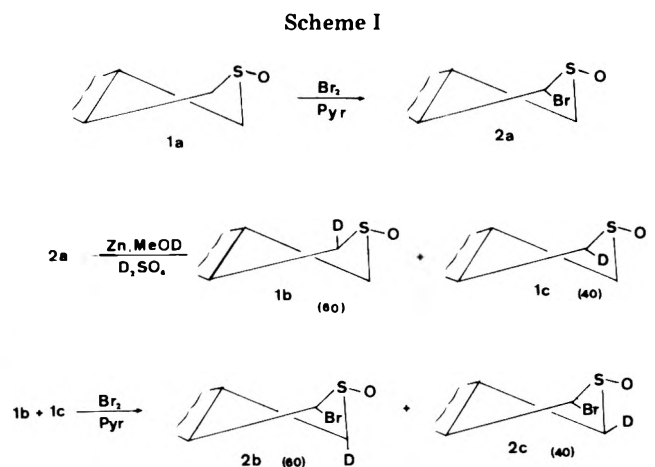 Scheme I
S O
Br₂
Pyr
S O
Br
1a
2a
2a
Zn, MeOD
D₂SO₄
D S O
+
S O
D
1b (60)
1c (40)
1b + 1c
Br₂
Pyr
S O
Br
D
+
S O
Br
D
2b (60)
2c (40)